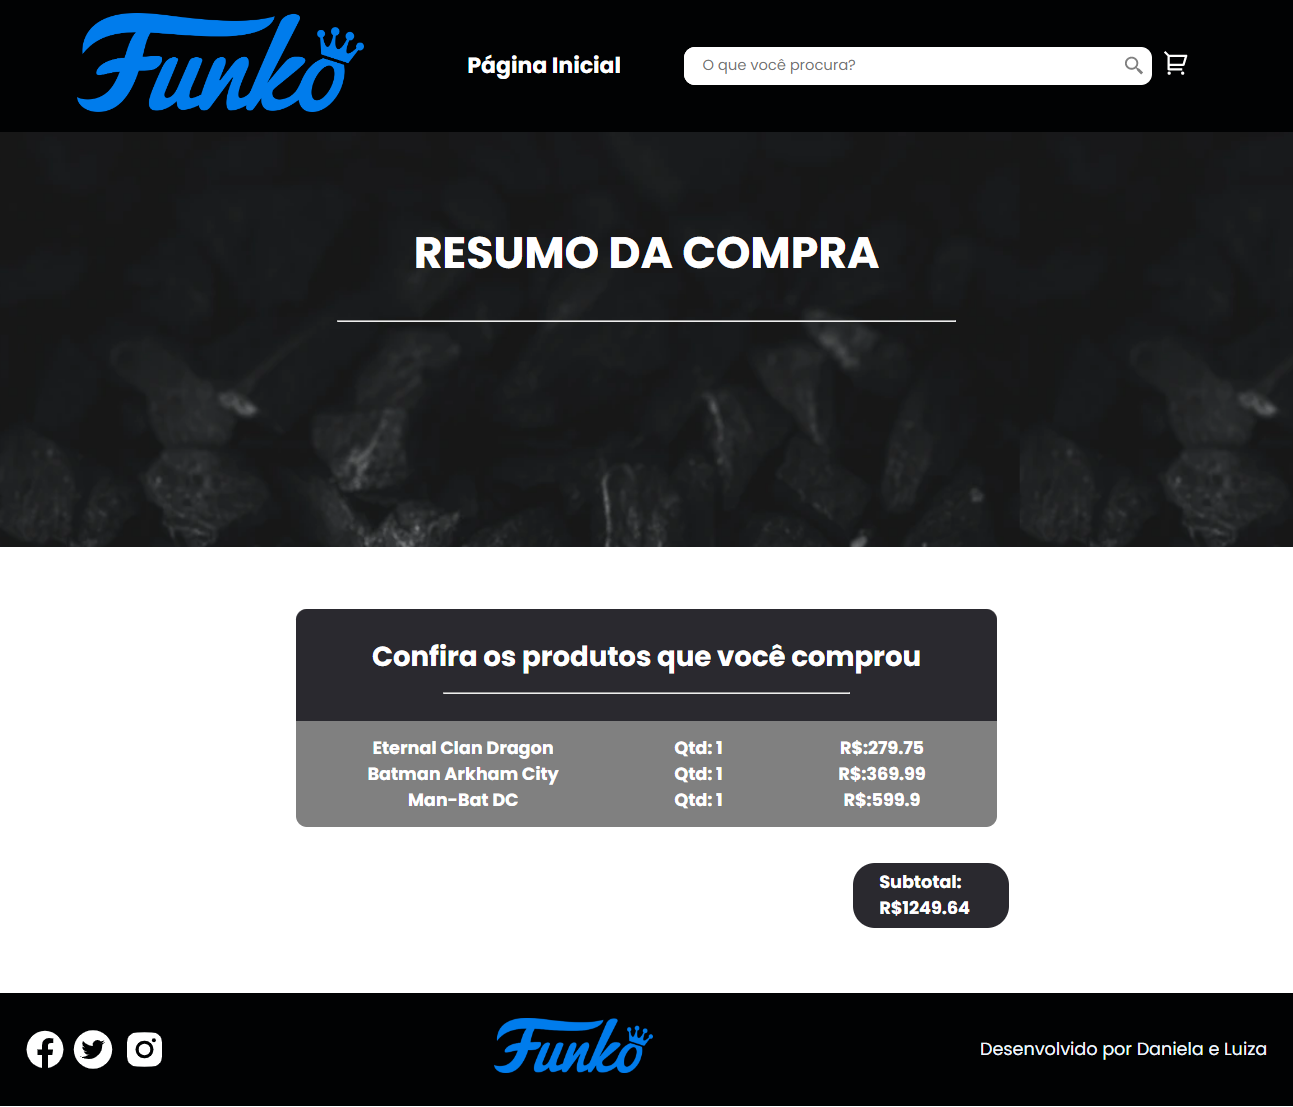 Funko
Página Inicial
O que você procura?
RESUMO DA COMPRA
Confira os produtos que você comprou
Eternal Clan Dragon Qtd: 1 R$:279.75
Batman Arkham City Qtd: 1 R$:369.99
Man-Bat DC Qtd: 1 R$:599.9
Subtotal:
R$1249.64
Funko
Desenvolvido por Daniela e Luiza